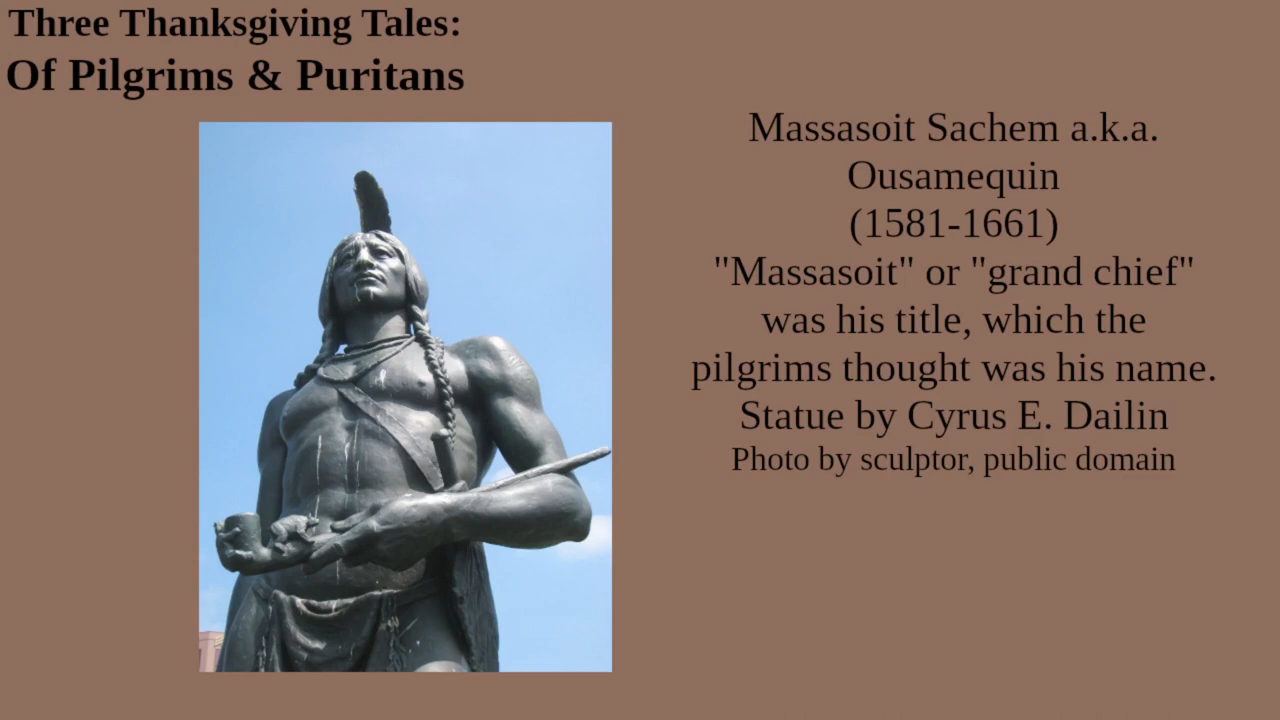 Three Thanksgiving Tales:
Of Pilgrims & Puritans
Massasoit Sachem a.k.a.
Ousamequin
(1581-1661)
"Massasoit" or "grand chief"
was his title, which the
pilgrims thought was his name.
Statue by Cyrus E. Dailin
Photo by sculptor, public domain